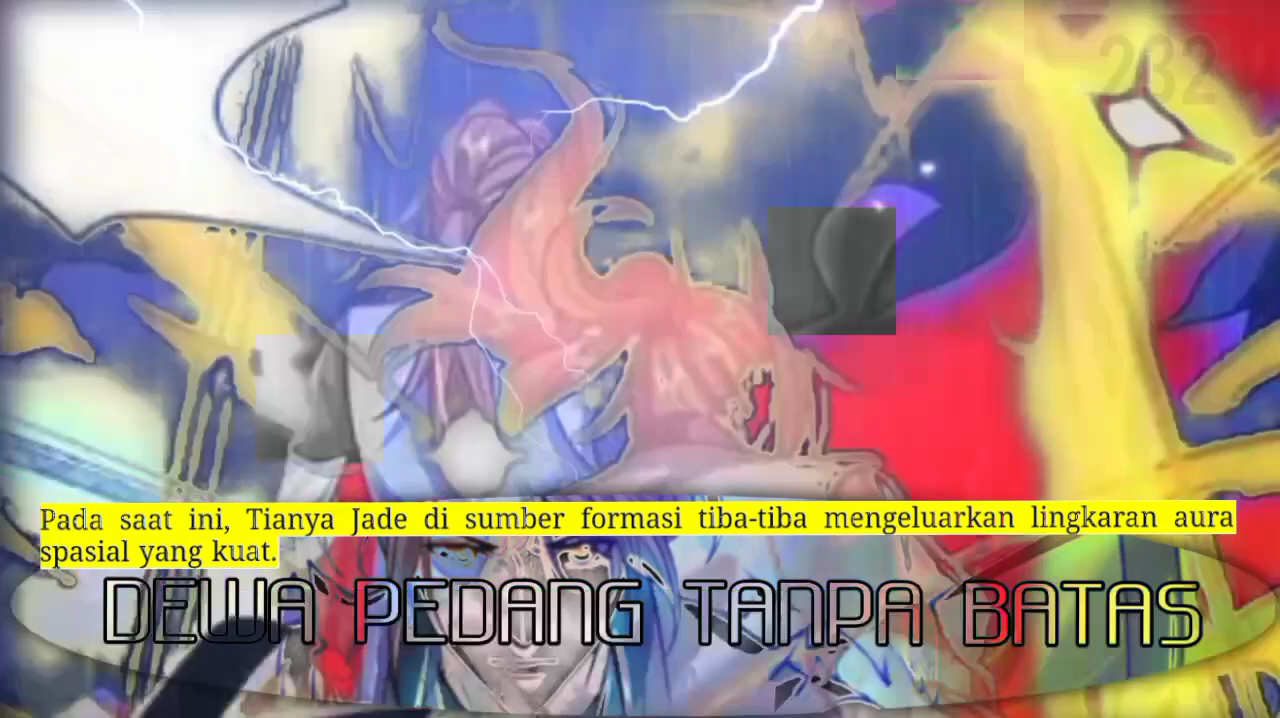 232
Pada saat ini, Tianya Jade di sumber formasi tiba-tiba mengeluarkan lingkaran aura
spasial yang kuat.
DEWA PEDANG TANPA BATAS